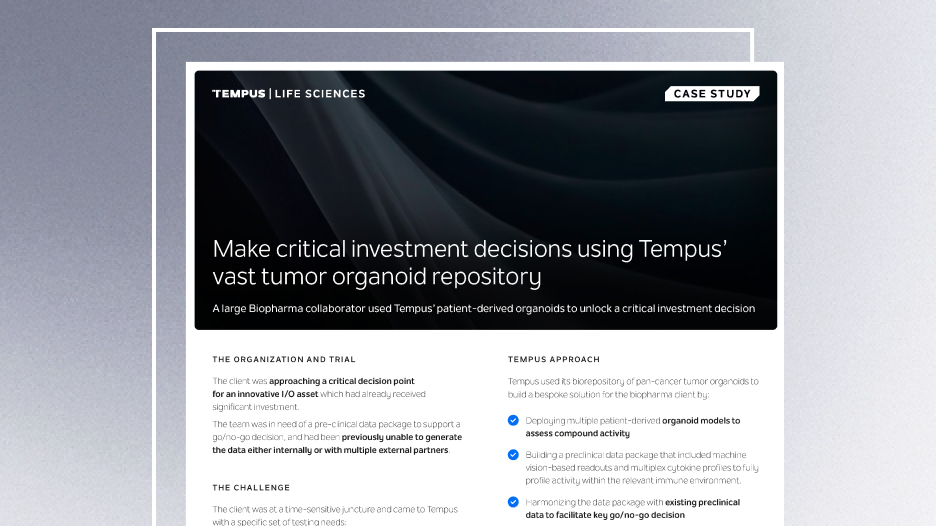 TEMPUS | LIFE SCIENCES
CASE STUDY
Make critical investment decisions using Tempus’
vast tumor organoid repository
A large Biopharma collaborator used Tempus’ patient-derived organoids to unlock a critical investment decision
THE ORGANIZATION AND TRIAL
The client was approaching a critical decision point
for an innovative I/O asset which had already received
significant investment.
The team was in need of a pre-clinical data package to support a
go/no-go decision, and had been previously unable to generate
the data either internally or with multiple external partners.
THE CHALLENGE
The client was at a time-sensitive juncture and came to Tempus
with a specific set of testing needs:
TEMPUS APPROACH
Tempus used its biorepository of pan-cancer tumor organoids to
build a bespoke solution for the biopharma client by:
Deploying multiple patient-derived organoid models to
assess compound activity
Building a preclinical data package that included machine
vision-based readouts and multiplex cytokine profiles to fully
profile activity within the relevant immune environment.
Harmonizing the data package with existing preclinical
data to facilitate key go/no-go decision